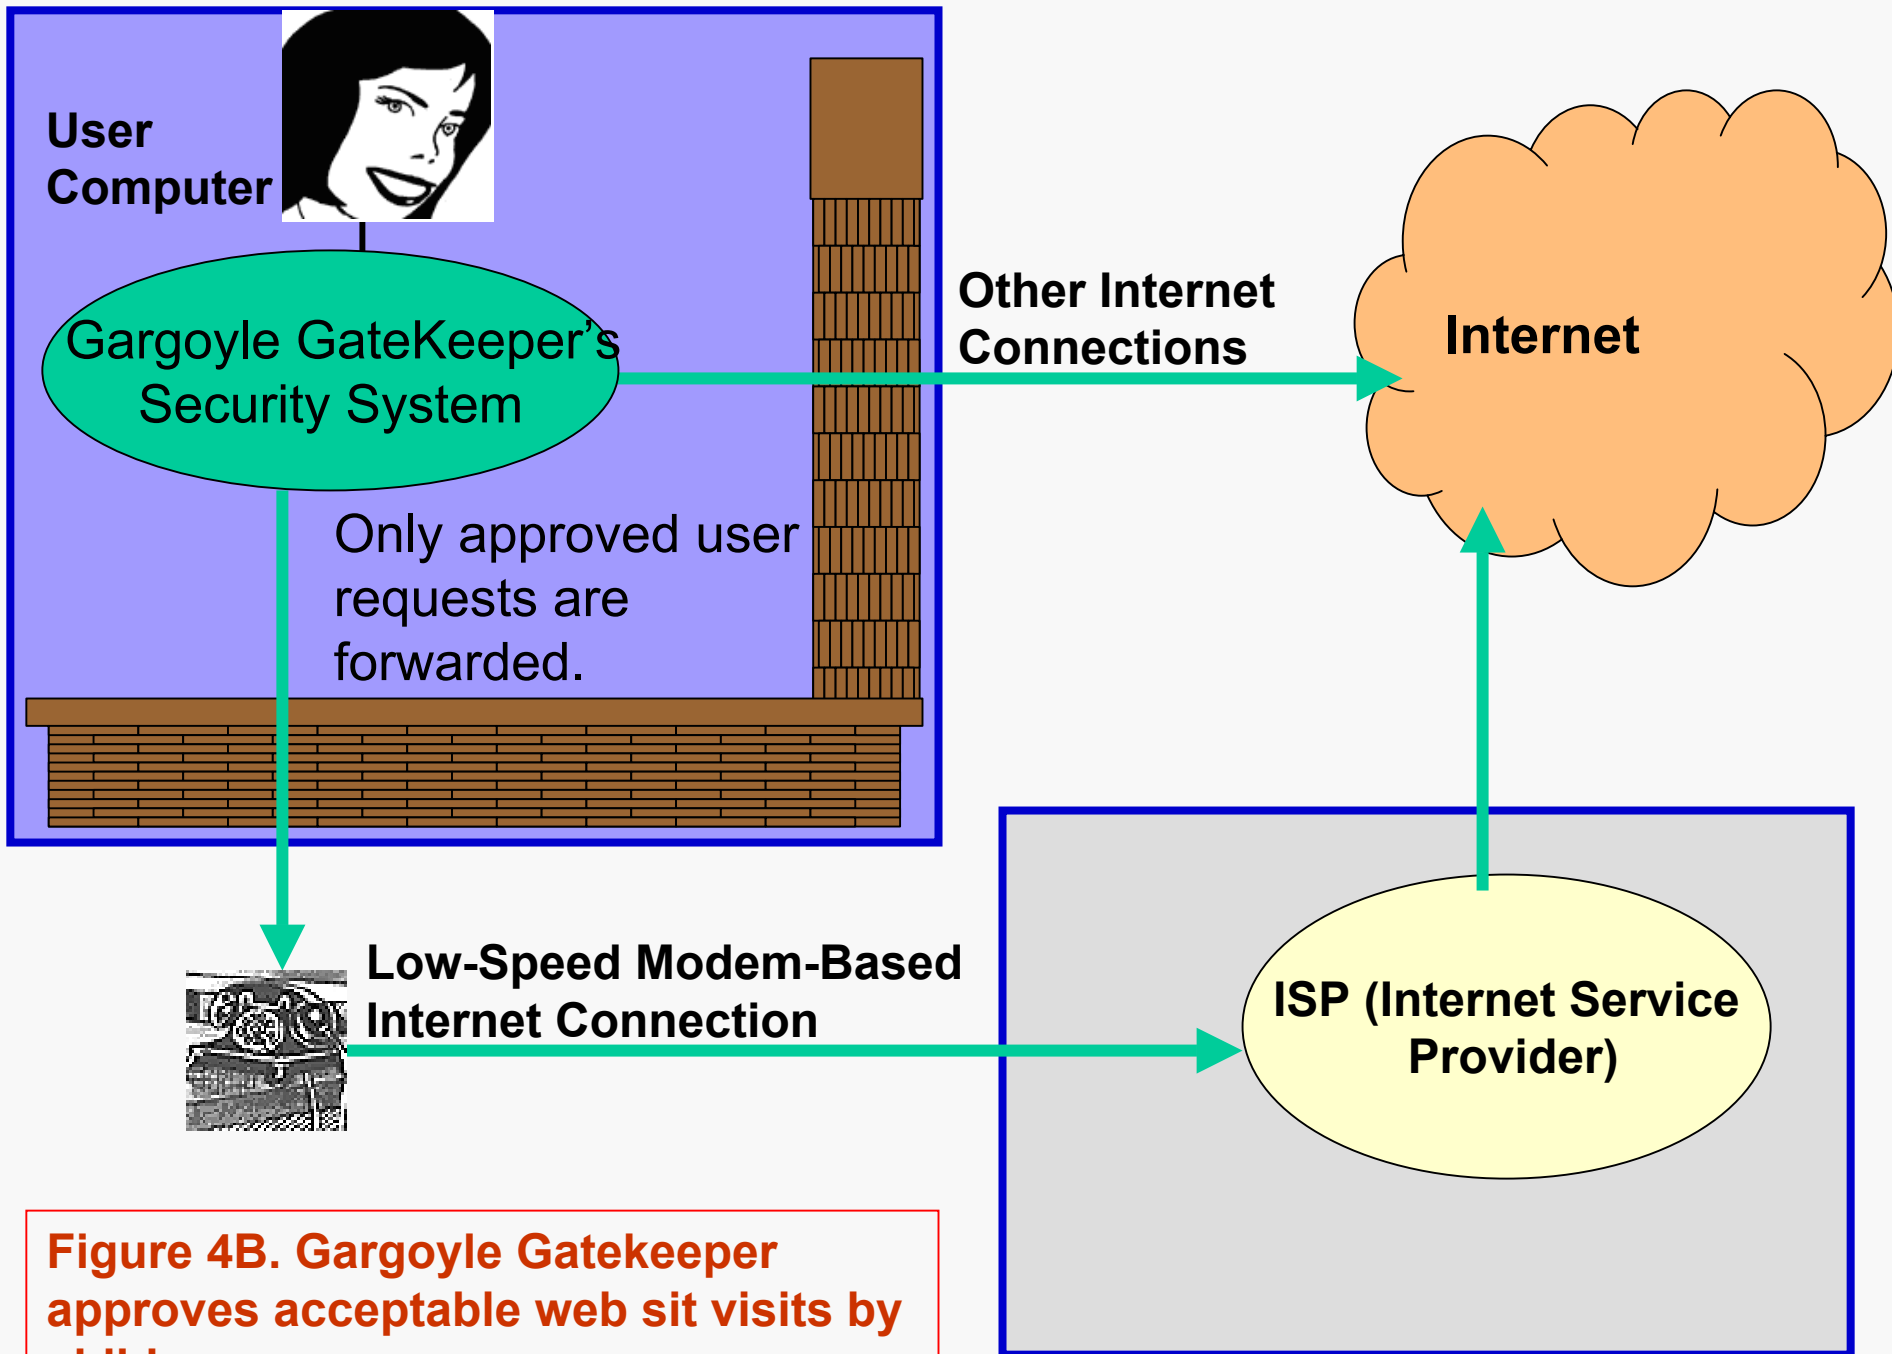 User
Computer
Gargoyle GateKeeper's
Security System
Only approved user
requests are
forwarded.
Other Internet
Connections
Internet
Low-Speed Modem-Based
Internet Connection
ISP (Internet Service
Provider)
Figure 4B. Gargoyle Gatekeeper
approves acceptable web sit visits by